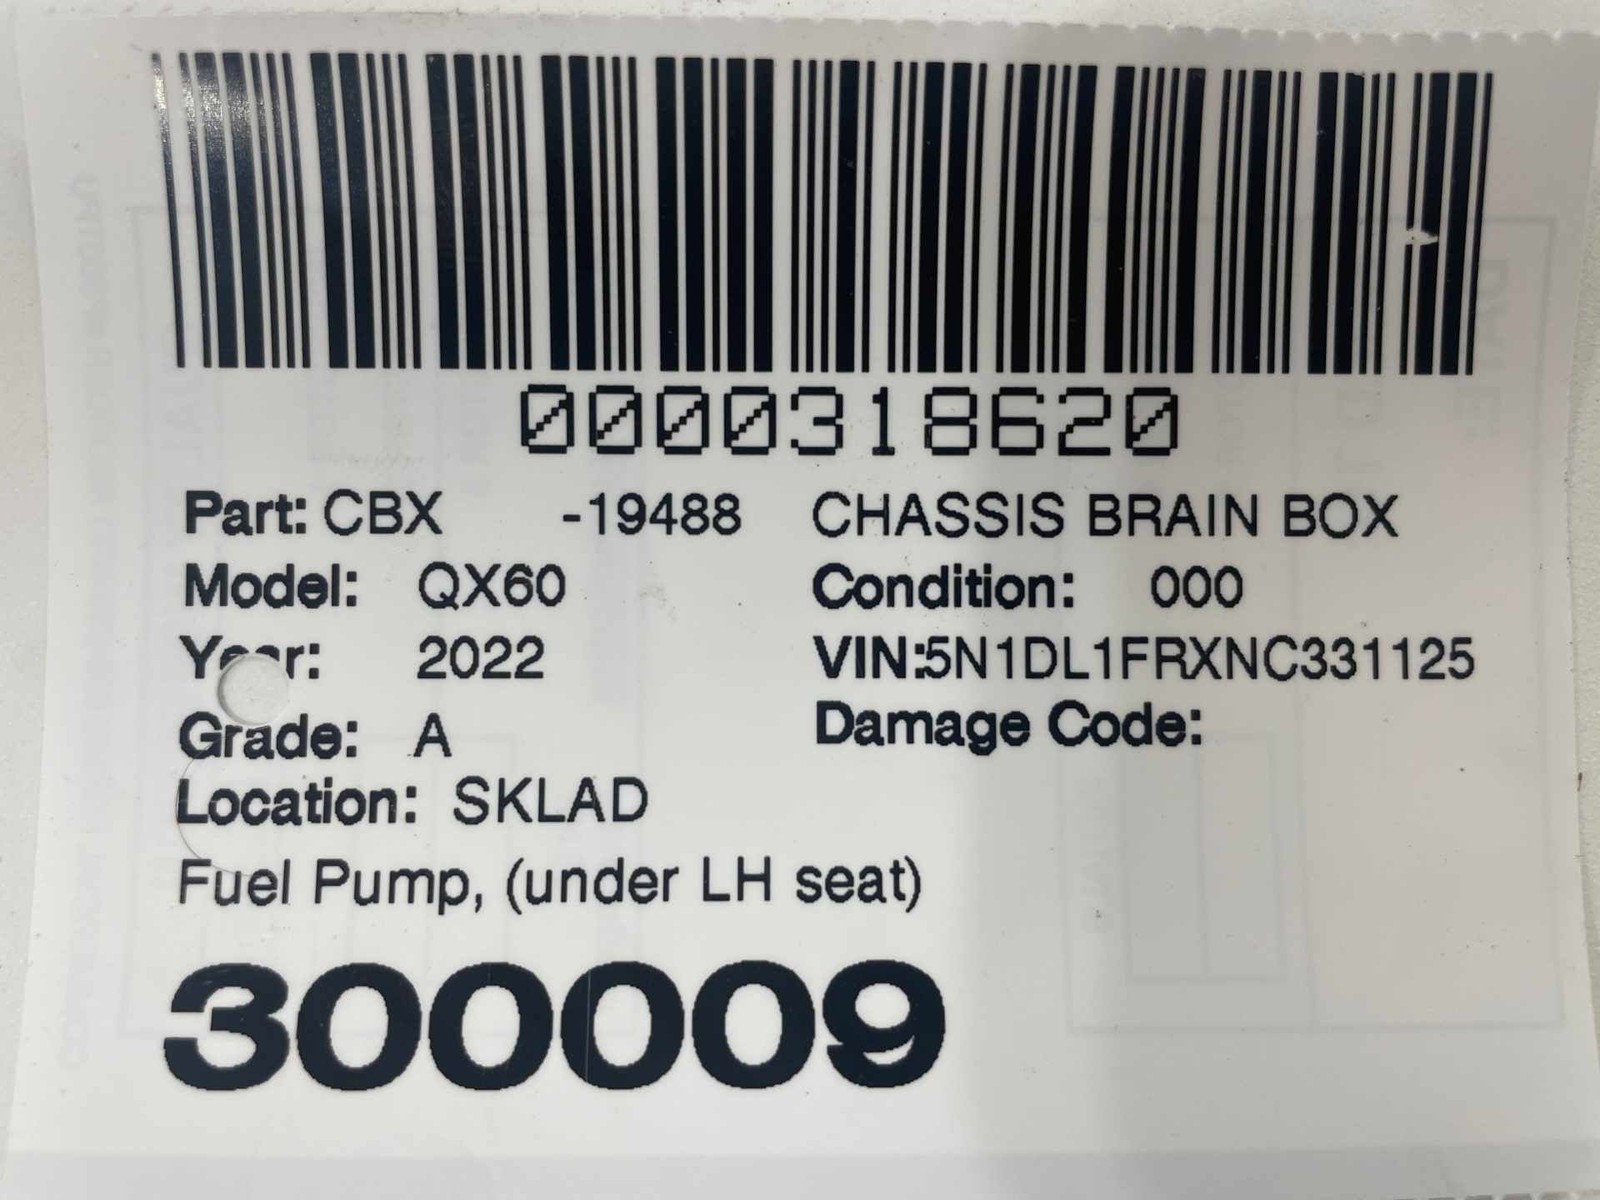 0000318620
Part: CBX -19488 CHASSIS BRAIN BOX
Model: QX60 Condition: 000
Year: 2022 VIN:5N1DL1FRXNC331125
Grade: A Damage Code:
Location: SKLAD
Fuel Pump, (under LH seat)
300009